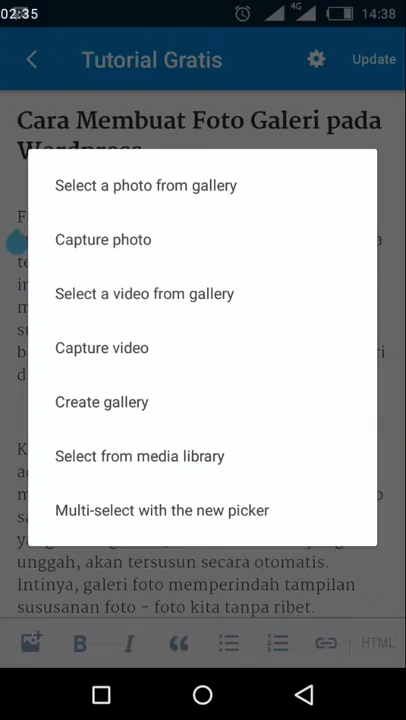 02:35
4G
14:38
Tutorial Gratis
Update
Cara Membuat Foto Galeri pada
Wordpress
Select a photo from gallery
Capture photo
Select a video from gallery
Capture video
Create gallery
Select from media library
Multi-select with the new picker
unggah, akan tersusun secara otomatis.
Intinya, galeri foto memperindah tampilan
sususanan foto – foto kita tanpa ribet.
B I HTML